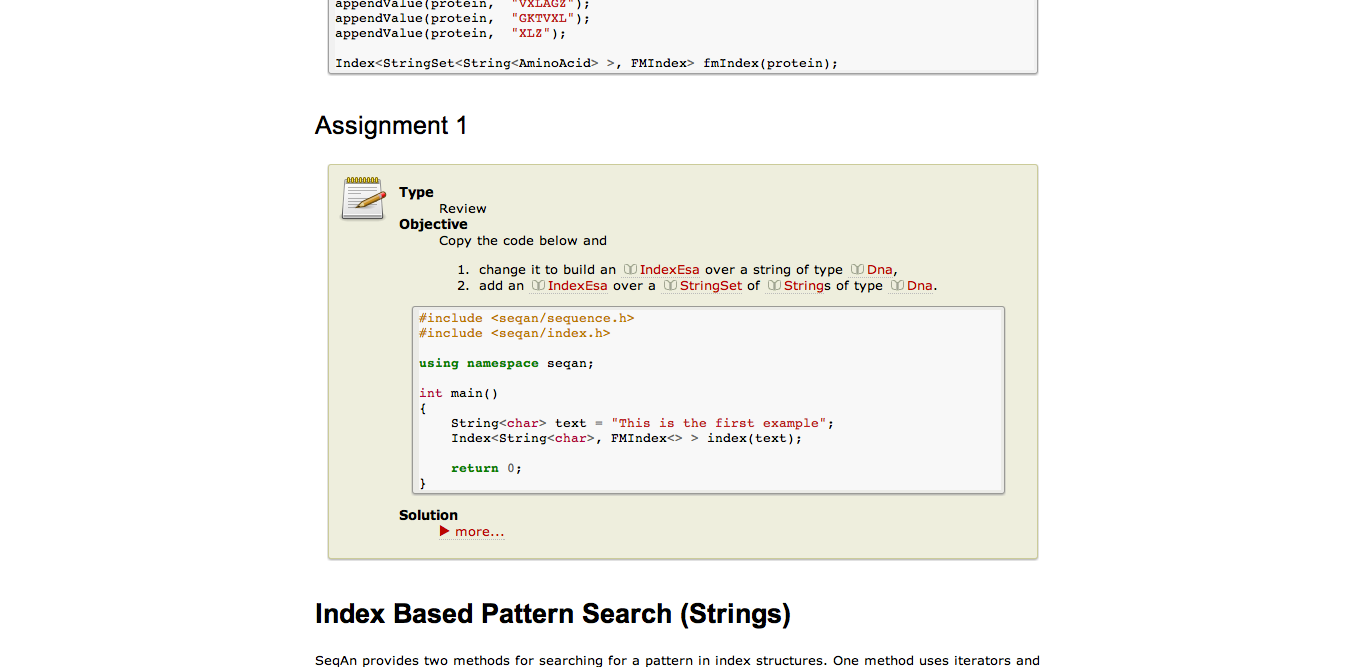 appendValue(protein, "VXLAGZ");
appendValue(protein, "GKTVXL");
appendValue(protein, "XLZ");
Index<StringSet<String<AminoAcid> >, FMIndex> fmIndex(protein);
Assignment 1
Type
Review
Objective
Copy the code below and
1. change it to build an IndexEsa over a string of type Dna,
2. add an IndexEsa over a StringSet of Strings of type Dna.
#include <seqan/sequence.h>
#include <seqan/index.h>
using namespace seqan;
int main()
{
String<char> text = "This is the first example";
Index<String<char>, FMIndex<> > index(text);
return 0;
}
Solution
more...
Index Based Pattern Search (Strings)
SeqAn provides two methods for searching for a pattern in index structures. One method uses iterators and